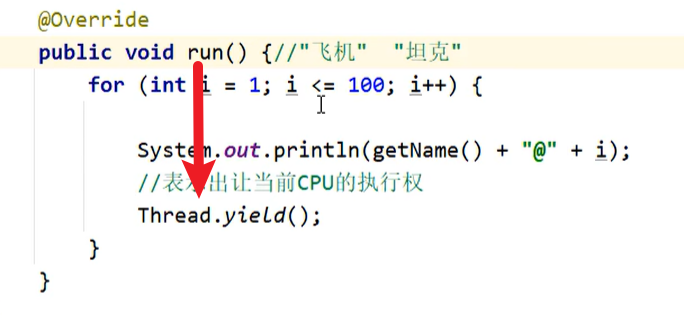 @Override
public void run() {//"飞机"  "坦克"
for (int i = 1; i <= 100; i++) {
System.out.println(getName() + "@" + i);
//表示出让当前CPU的执行权
Thread.yield();
}
}